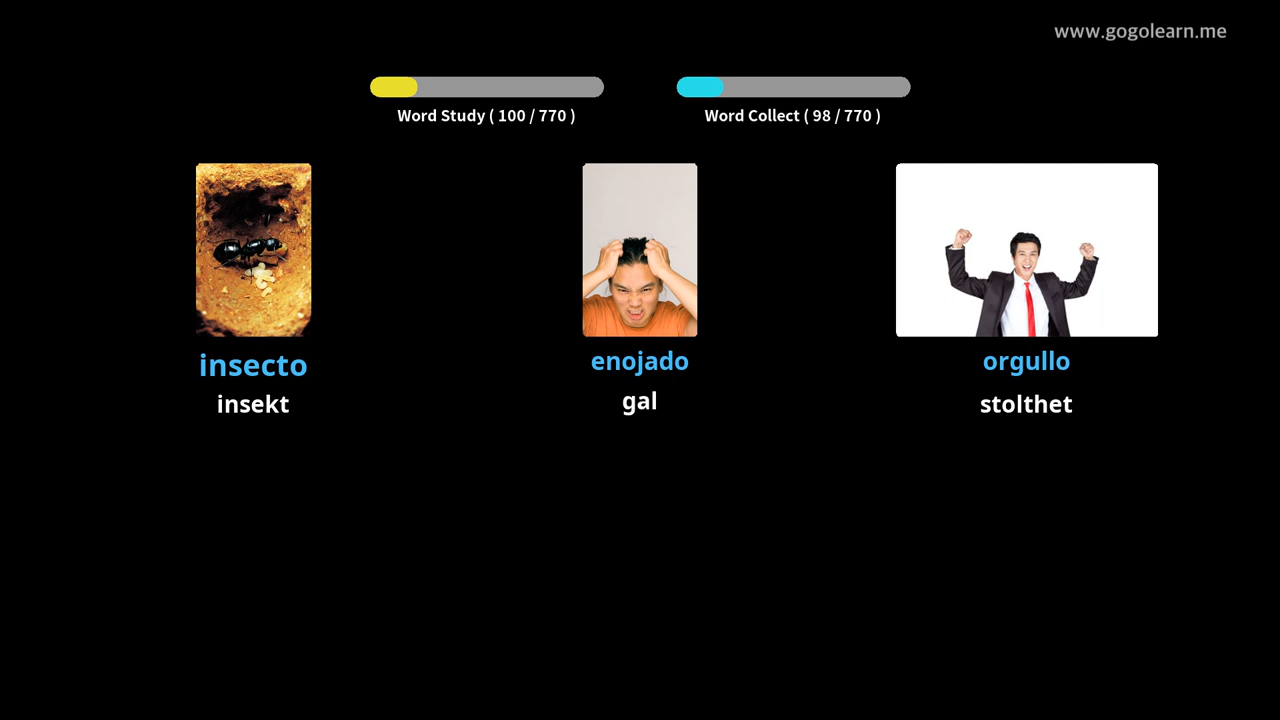 www.gogolearn.me
Word Study ( 100 / 770 )
Word Collect ( 98 / 770 )
insecto
insekt
enojado
gal
orgullo
stolthet